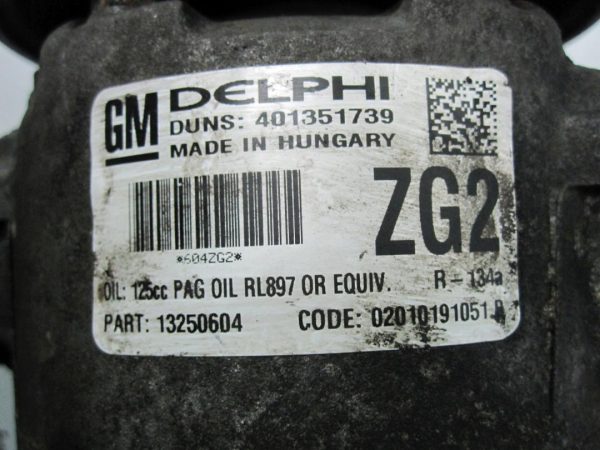 GM DELPHI
DUNS: 401351739
MADE IN HUNGARY
ZG2
*604ZG2*
OIL: 125cc PAG OIL RL897 OR EQUIV. R-134a
PART: 13250604 CODE: 02010191051